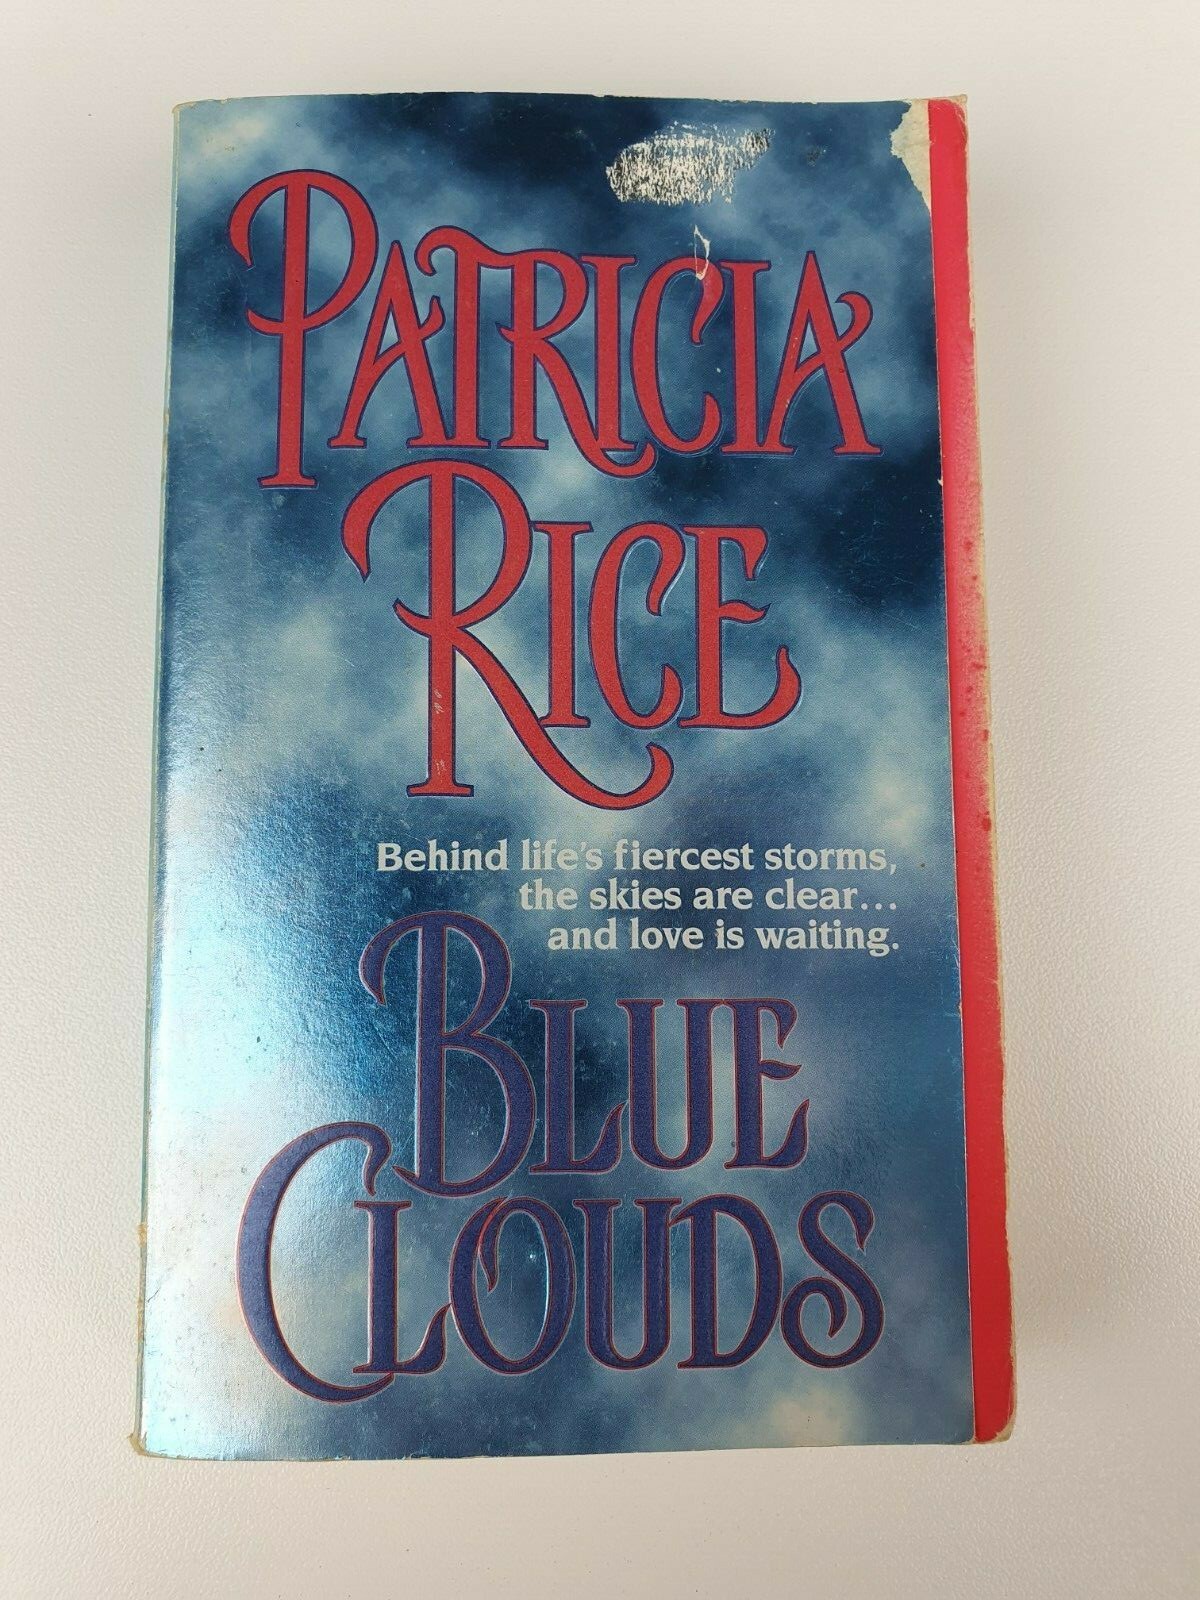 PATRICIA
RICE
Behind life's fiercest storms,
the skies are clear...
and love is waiting.
BLUE
CLOUDS